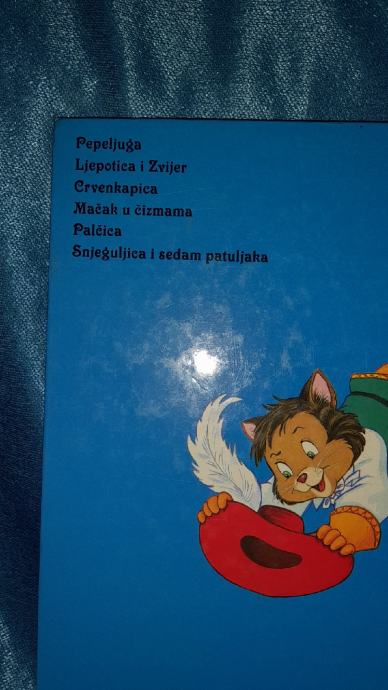 Pepeljuga
Ljepotica i Zvijer
Crvenkapica
Mačak u čizmama
Palčica
Snjeguljica i sedam patuljaka